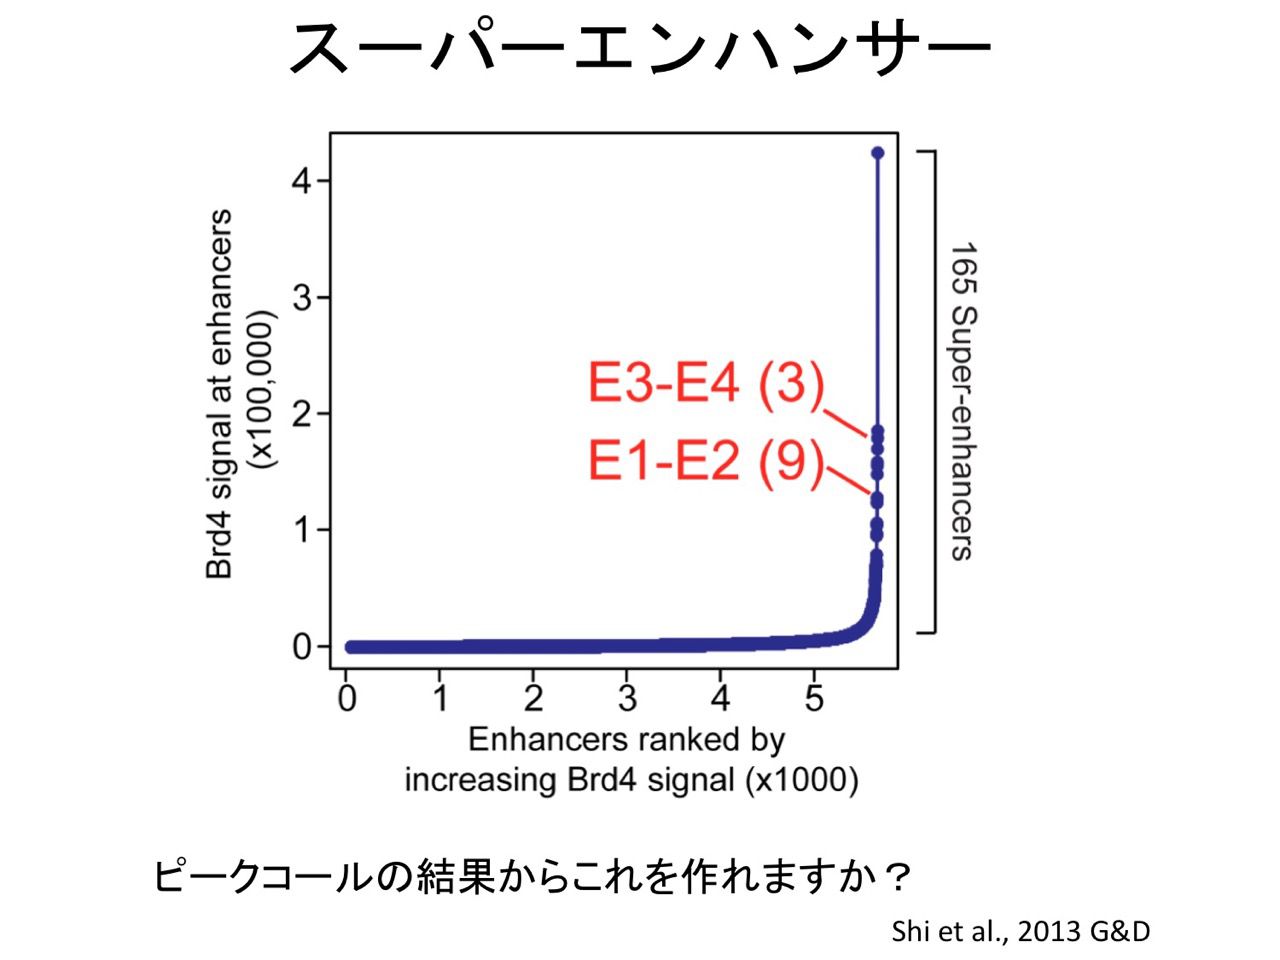 スーパーエンハンサー
Brd4 signal at enhancers
(x100,000)
4
3
2
1
0
E3-E4 (3)
E1-E2 (9)
165 Super-enhancers
0 1 2 3 4 5
Enhancers ranked by
increasing Brd4 signal (x1000)
ピークコールの結果からこれを作れますか？
Shi et al., 2013 G&D